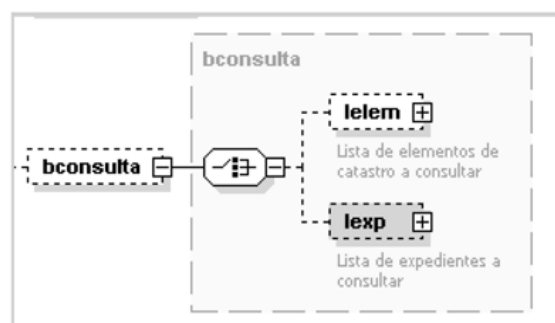 bconsulta
bconsulta
lelem
Lista de elementos de
catastro a consultar
lexp
Lista de expedientes a
consultar